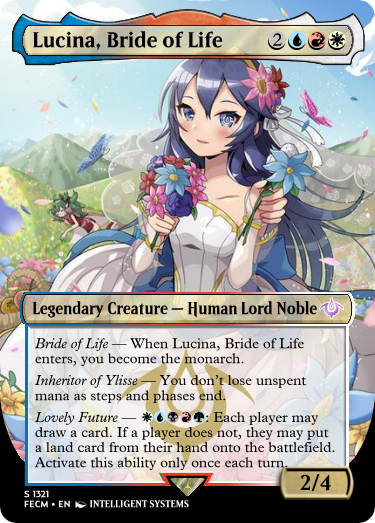 Lucina, Bride of Life 2
Legendary Creature — Human Lord Noble
Bride of Life — When Lucina, Bride of Life
enters, you become the monarch.
Inheritor of Ylisse — You don't lose unspent
mana as steps and phases end.
Lovely Future — : Each player may
draw a card. If a player does not, they may put
a land card from their hand onto the battlefield.
Activate this ability only once each turn.
2/4
S 1321
FECM • EN INTELLIGENT SYSTEMS